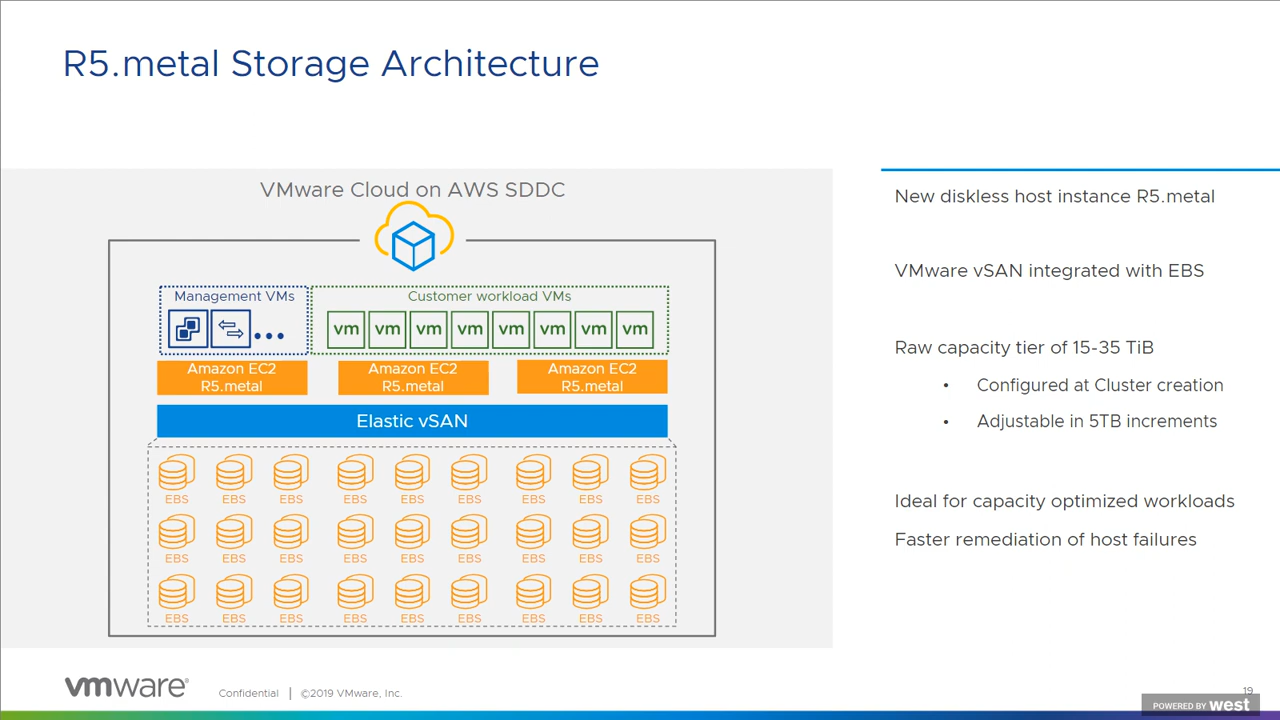 R5.metal Storage Architecture
VMware Cloud on AWS SDDC
Management VMs
Customer workload VMs
vm vm vm vm vm vm vm vm
Amazon EC2
R5.metal
Amazon EC2
R5.metal
Amazon EC2
R5.metal
Elastic vSAN
EBS EBS EBS EBS EBS EBS EBS EBS EBS
EBS EBS EBS EBS EBS EBS EBS EBS EBS
EBS EBS EBS EBS EBS EBS EBS EBS EBS
New diskless host instance R5.metal
VMware vSAN integrated with EBS
Raw capacity tier of 15-35 TiB
• Configured at Cluster creation
• Adjustable in 5TB increments
Ideal for capacity optimized workloads
Faster remediation of host failures
vmware®
Confidential | ©2019 VMware, Inc.
19
POWERED BY west